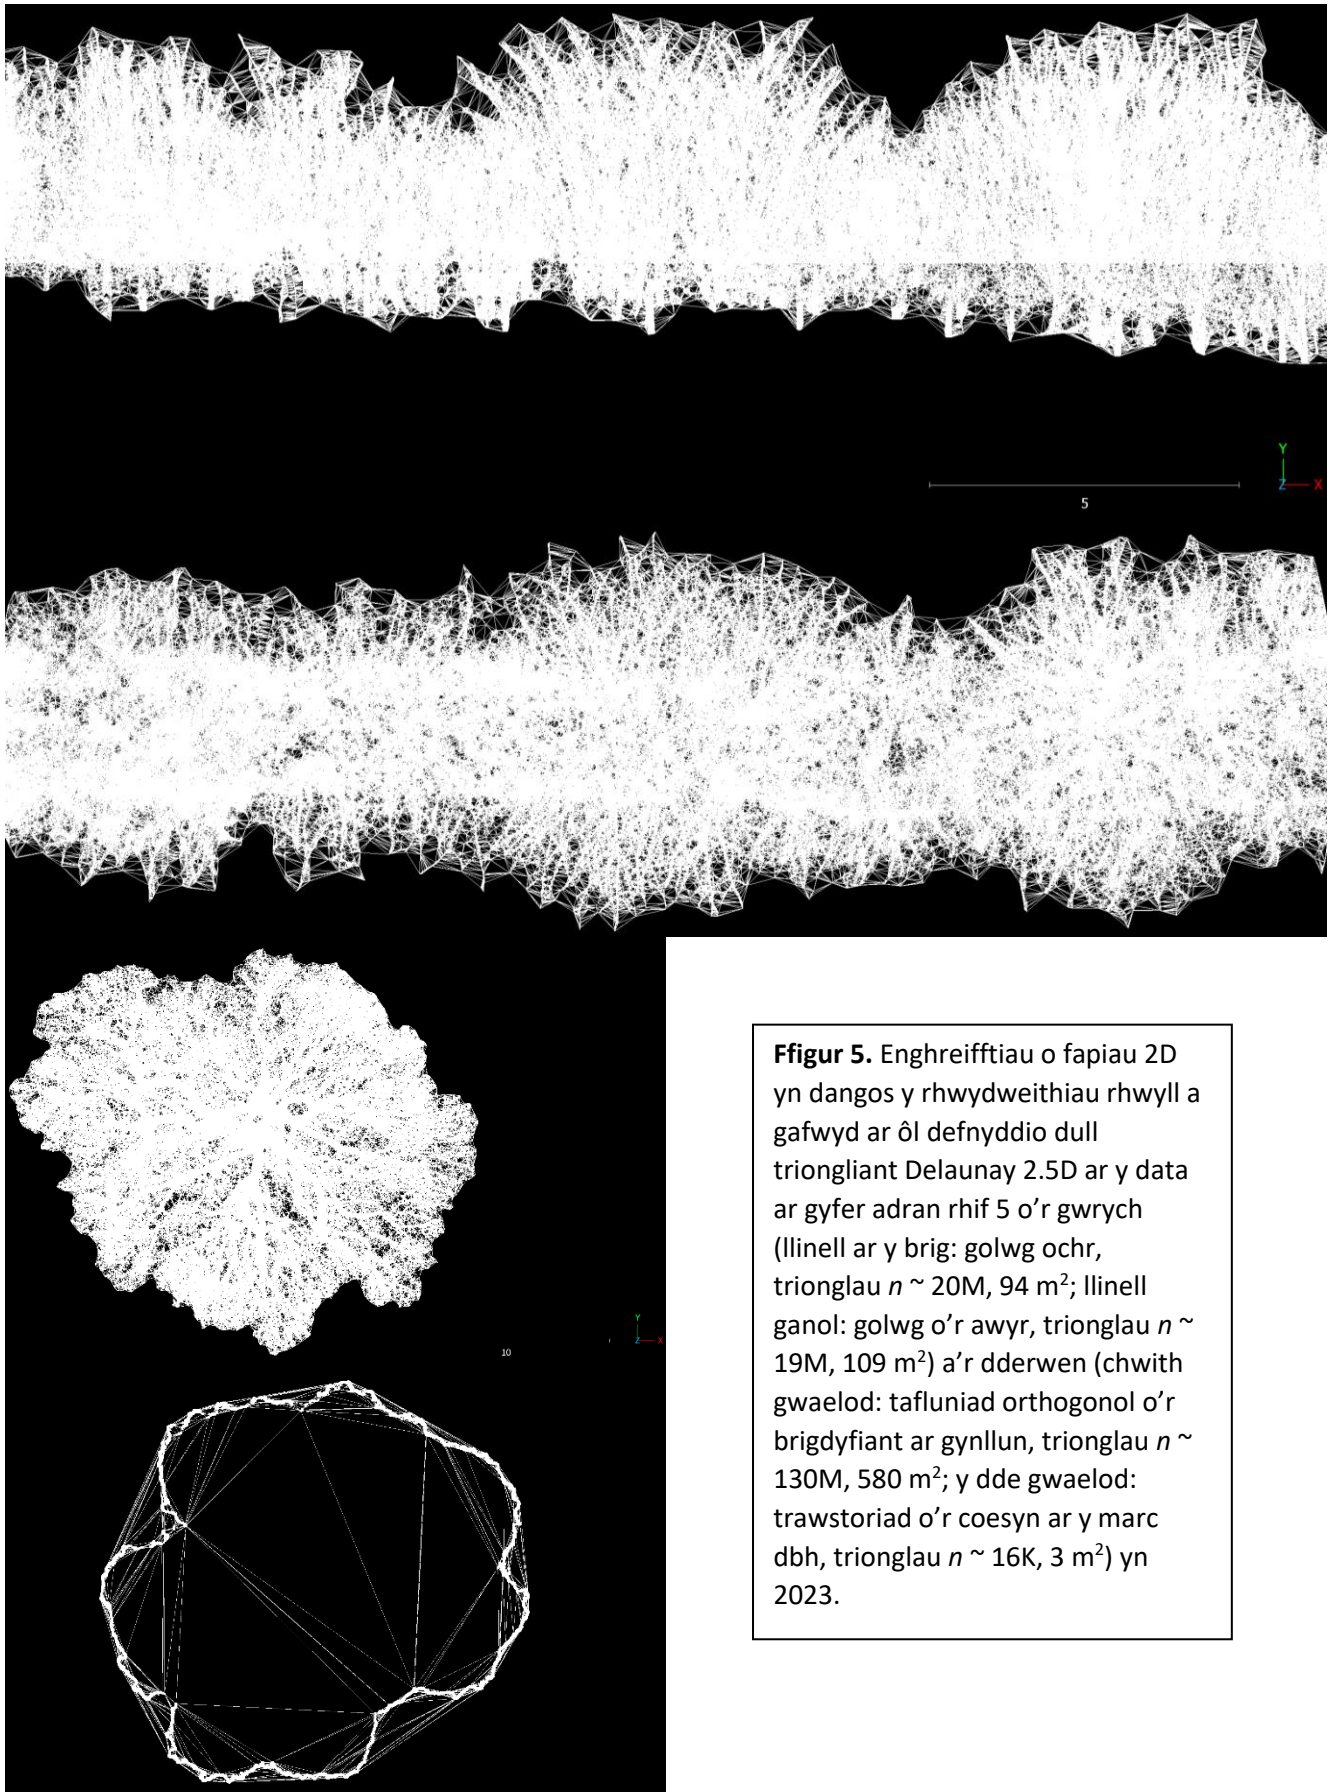 Y
Z X
5
Y
Z X
10
Ffigur 5. Enghreifftiau o fapiau 2D
yn dangos y rhwydweithiau rhwyll a
gafwyd ar ôl defnyddio dull
triongliant Delaunay 2.5D ar y data
ar gyfer adran rhif 5 o’r gwrych
(llinell ar y brig: golwg ochr,
trionglau n ~ 20M, 94 m²; llinell
ganol: golwg o’r awyr, trionglau n ~
19M, 109 m²) a’r dderwen (chwith
gwaelod: tafluniad orthogonol o’r
brigdyfiant ar gynllun, trionglau n ~
130M, 580 m²; y dde gwaelod:
trawstoriad o’r coesyn ar y marc
dbh, trionglau n ~ 16K, 3 m²) yn
2023.